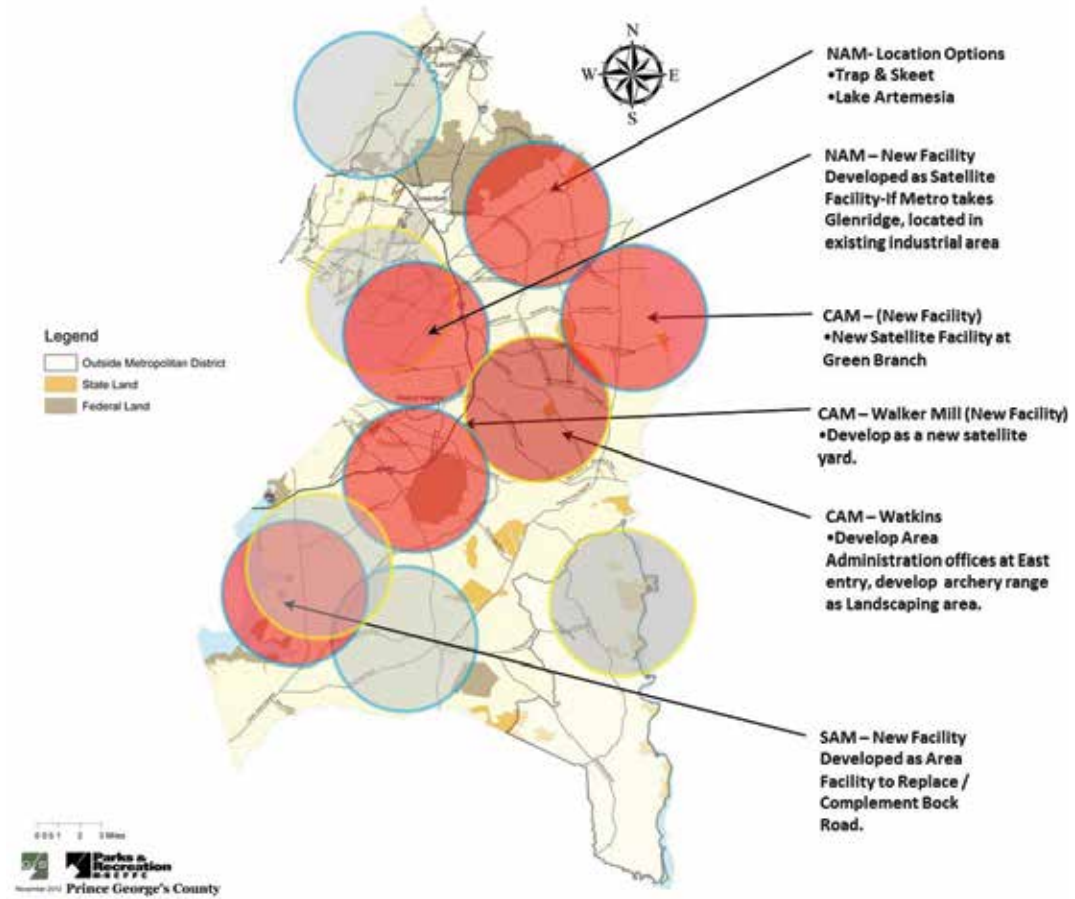 N
W E
S
NAM- Location Options
•Trap & Skeet
•Lake Artemesia
NAM – New Facility
Developed as Satellite
Facility-If Metro takes
Glenridge, located in
existing industrial area
CAM – (New Facility)
•New Satellite Facility at
Green Branch
CAM – Walker Mill (New Facility)
•Develop as a new satellite
yard.
CAM – Watkins
•Develop Area
Administration offices at East
entry, develop archery range
as Landscaping area.
SAM – New Facility
Developed as Area
Facility to Replace /
Complement Bock
Road.
Legend
Outside Metropolitan District
State Land
Federal Land
Laurel
Miles
Parks &
Recreation
M-NCPPC
November 2012 Prince George's County